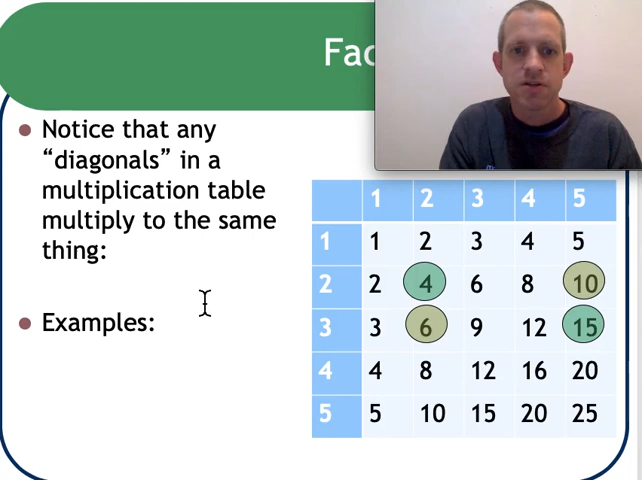 Notice that any
“diagonals” in a
multiplication table
multiply to the same
thing:
Examples:
1 2 3 4 5
1 1 2 3 4 5
2 2 4 6 8 10
3 3 6 9 12 15
4 4 8 12 16 20
5 5 10 15 20 25